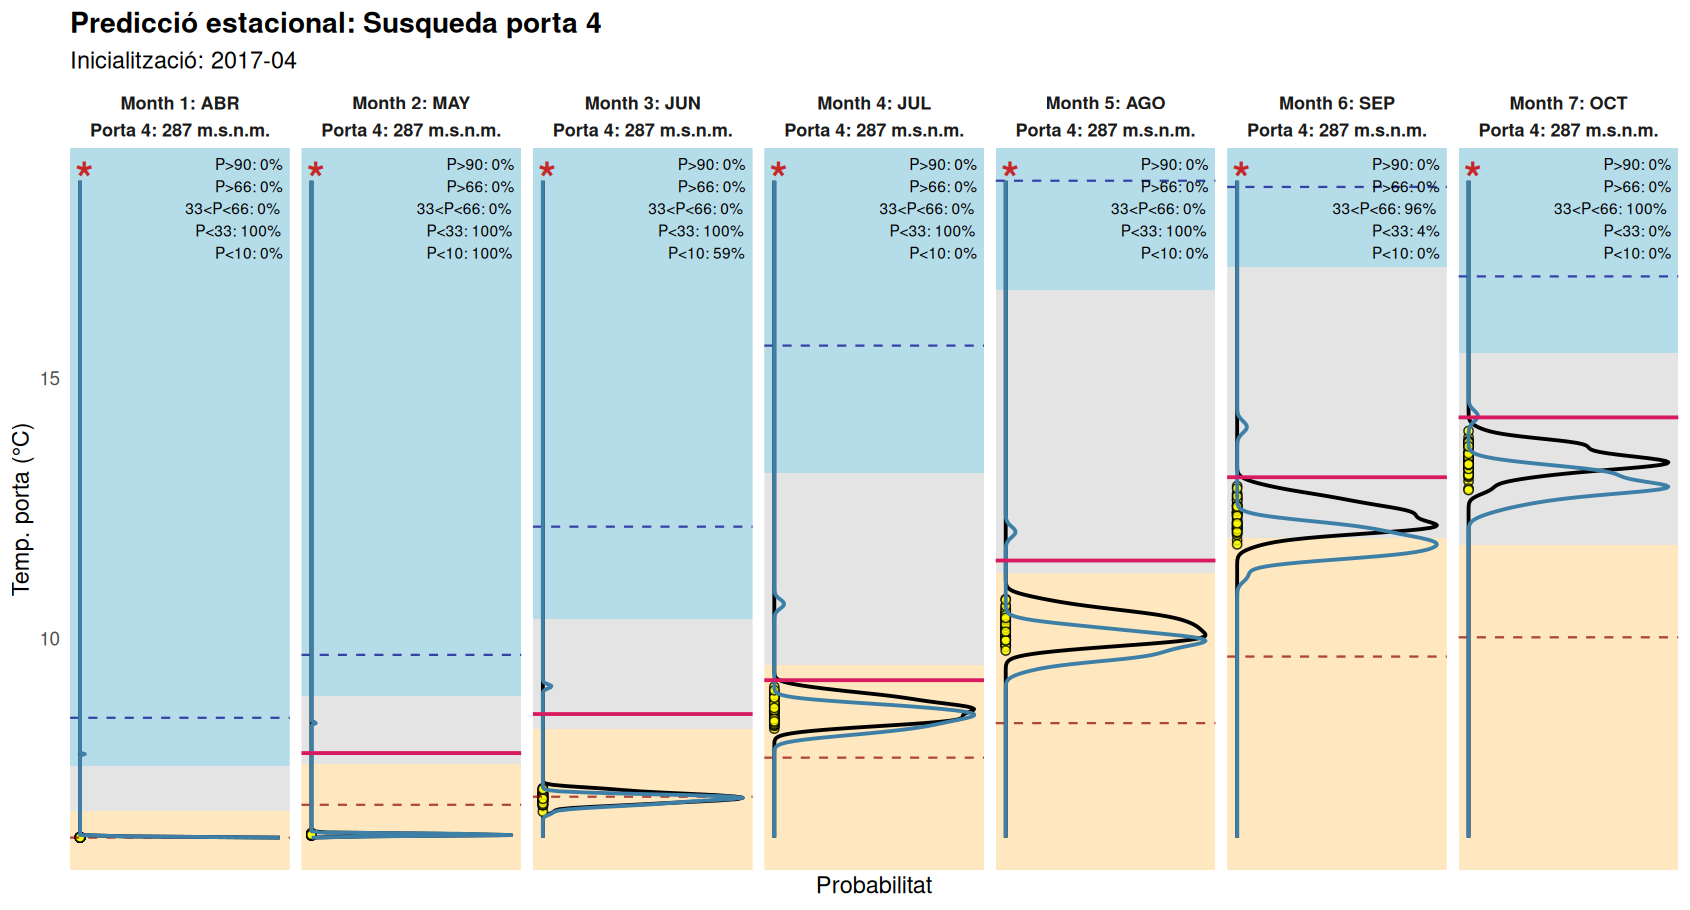 Predicció estacional: Susqueda porta 4
Inicialització: 2017-04
Month 1: ABR
Porta 4: 287 m.s.n.m.
Month 2: MAY
Porta 4: 287 m.s.n.m.
Month 3: JUN
Porta 4: 287 m.s.n.m.
Month 4: JUL
Porta 4: 287 m.s.n.m.
Month 5: AGO
Porta 4: 287 m.s.n.m.
Month 6: SEP
Porta 4: 287 m.s.n.m.
Month 7: OCT
Porta 4: 287 m.s.n.m.
*
P>90: 0%
P>66: 0%
33<P<66: 0%
P<33: 100%
P<10: 0%
*
P>90: 0%
P>66: 0%
33<P<66: 0%
P<33: 100%
P<10: 100%
*
P>90: 0%
P>66: 0%
33<P<66: 0%
P<33: 100%
P<10: 59%
*
P>90: 0%
P>66: 0%
33<P<66: 0%
P<33: 100%
P<10: 0%
*
P>90: 0%
P>66: 0%
33<P<66: 0%
P<33: 100%
P<10: 0%
*
P>90: 0%
P>66: 0%
33<P<66: 96%
P<33: 4%
P<10: 0%
*
P>90: 0%
P>66: 0%
33<P<66: 100%
P<33: 0%
P<10: 0%
15
10
Temp. porta (°C)
Probabilitat